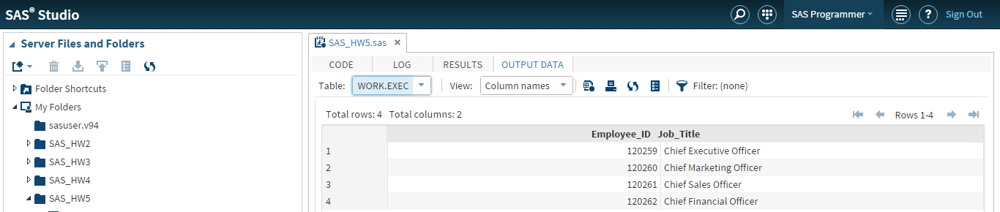 SAS® Studio
SAS Programmer
Sign Out
Server Files and Folders
Folder Shortcuts
My Folders
sasuser.v94
SAS_HW2
SAS_HW3
SAS_HW4
SAS_HW5
SAS_HW5.sas
CODE LOG RESULTS OUTPUT DATA
Table: WORK.EXEC View: Column names Filter: (none)
Total rows: 4 Total columns: 2 Rows 1-4
Employee_ID Job_Title
1 120259 Chief Executive Officer
2 120260 Chief Marketing Officer
3 120261 Chief Sales Officer
4 120262 Chief Financial Officer